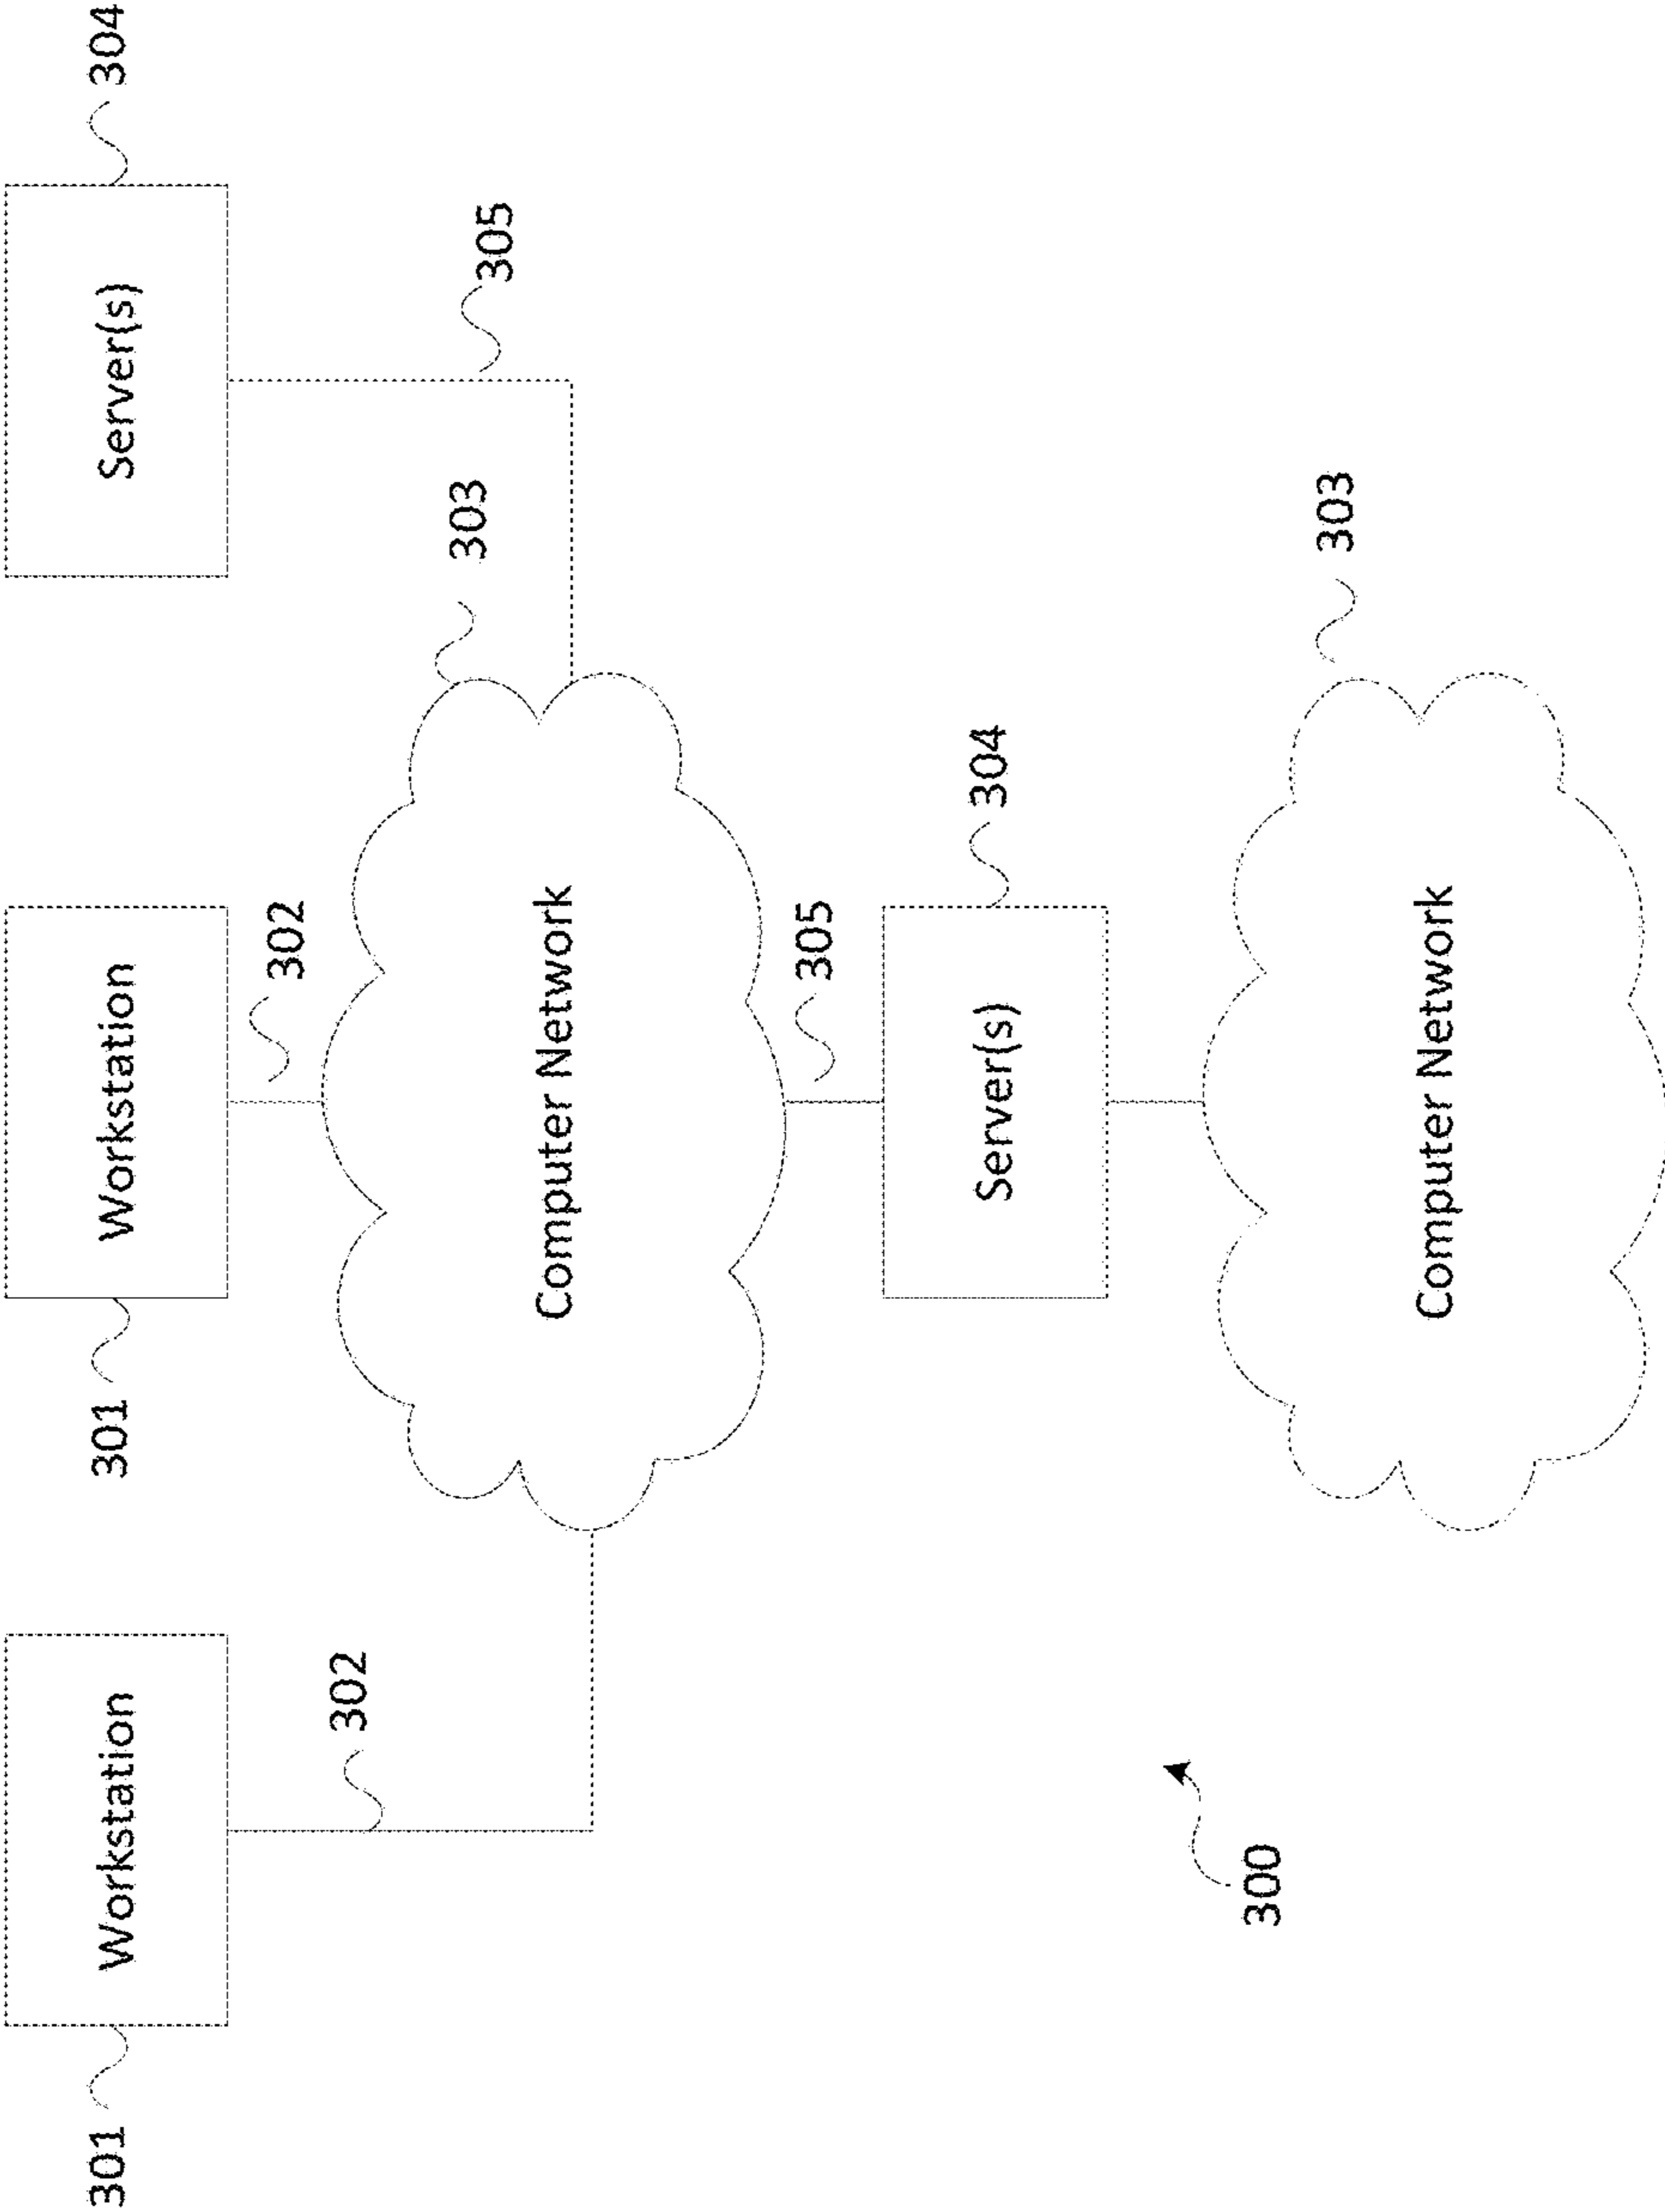 301
Workstation
301
Workstation
Server(s)
304
302
302
303
305
Computer Network
305
Server(s)
304
300
303
Computer Network